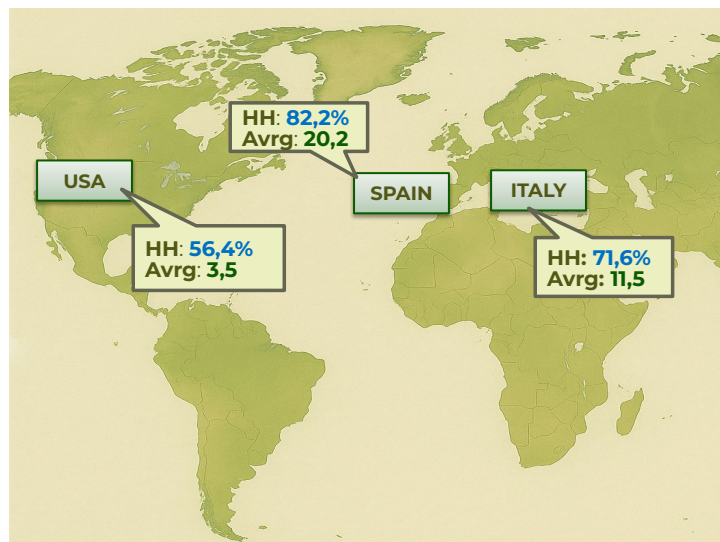 HH: 82,2%
Avrg: 20,2
USA
SPAIN
ITALY
HH: 56,4%
Avrg: 3,5
HH: 71,6%
Avrg: 11,5